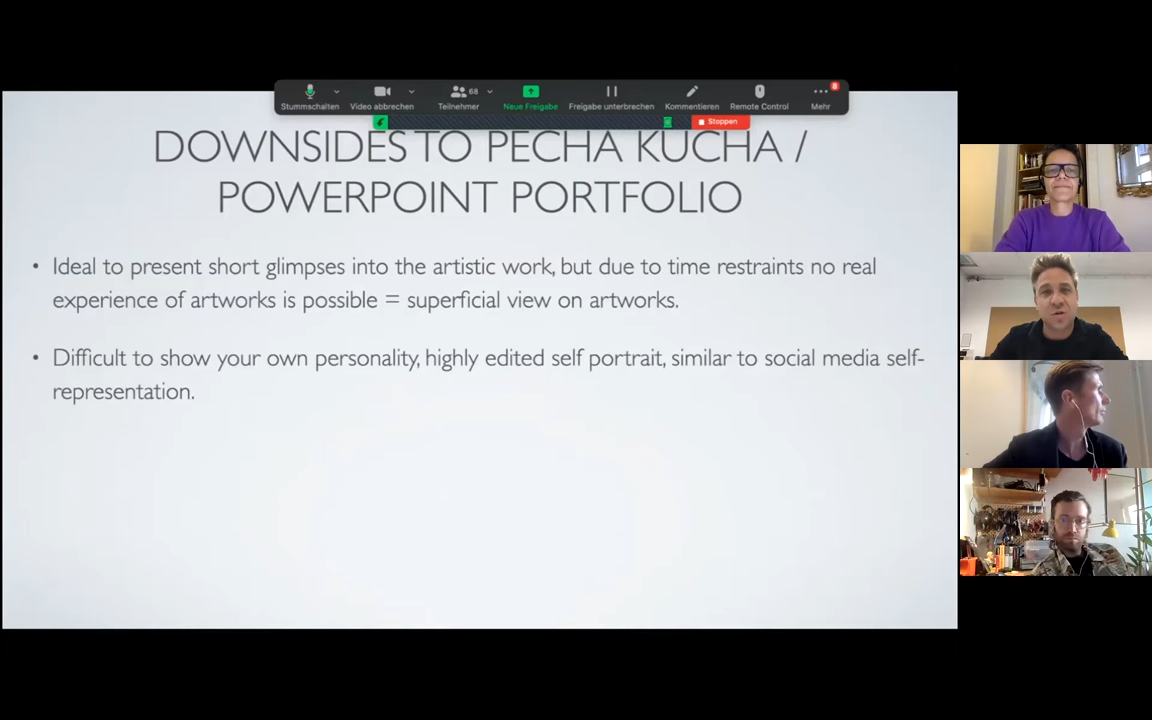 68
8
Stummschalten Video abbrechen Teilnehmer Neue Freigabe Freigabe unterbrechen Kommentieren Remote Control Mehr
Stoppen
DOWNSIDES TO PECHA KUCHA /
POWERPOINT PORTFOLIO
• Ideal to present short glimpses into the artistic work, but due to time restraints no real
experience of artworks is possible = superficial view on artworks.
• Difficult to show your own personality, highly edited self portrait, similar to social media self-
representation.